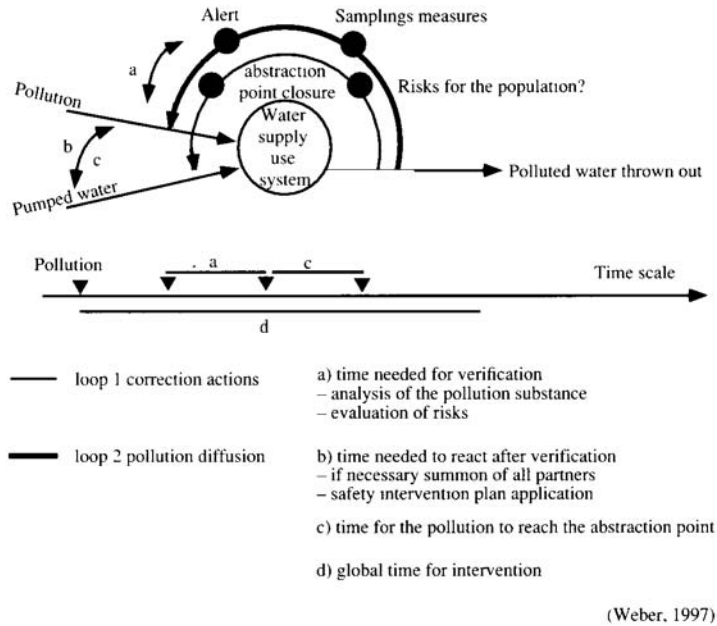 Alert
Samplings measures
a
abstraction
point closure
Risks for the population?
Pollution
Water
supply
use
system
b
c
Pumped water
Polluted water thrown out
Pollution
a
c
Time scale
d
loop 1 correction actions
a) time needed for verification
– analysis of the pollution substance
– evaluation of risks
loop 2 pollution diffusion
b) time needed to react after verification
– if necessary summon of all partners
– safety intervention plan application
c) time for the pollution to reach the abstraction point
d) global time for intervention
(Weber, 1997)